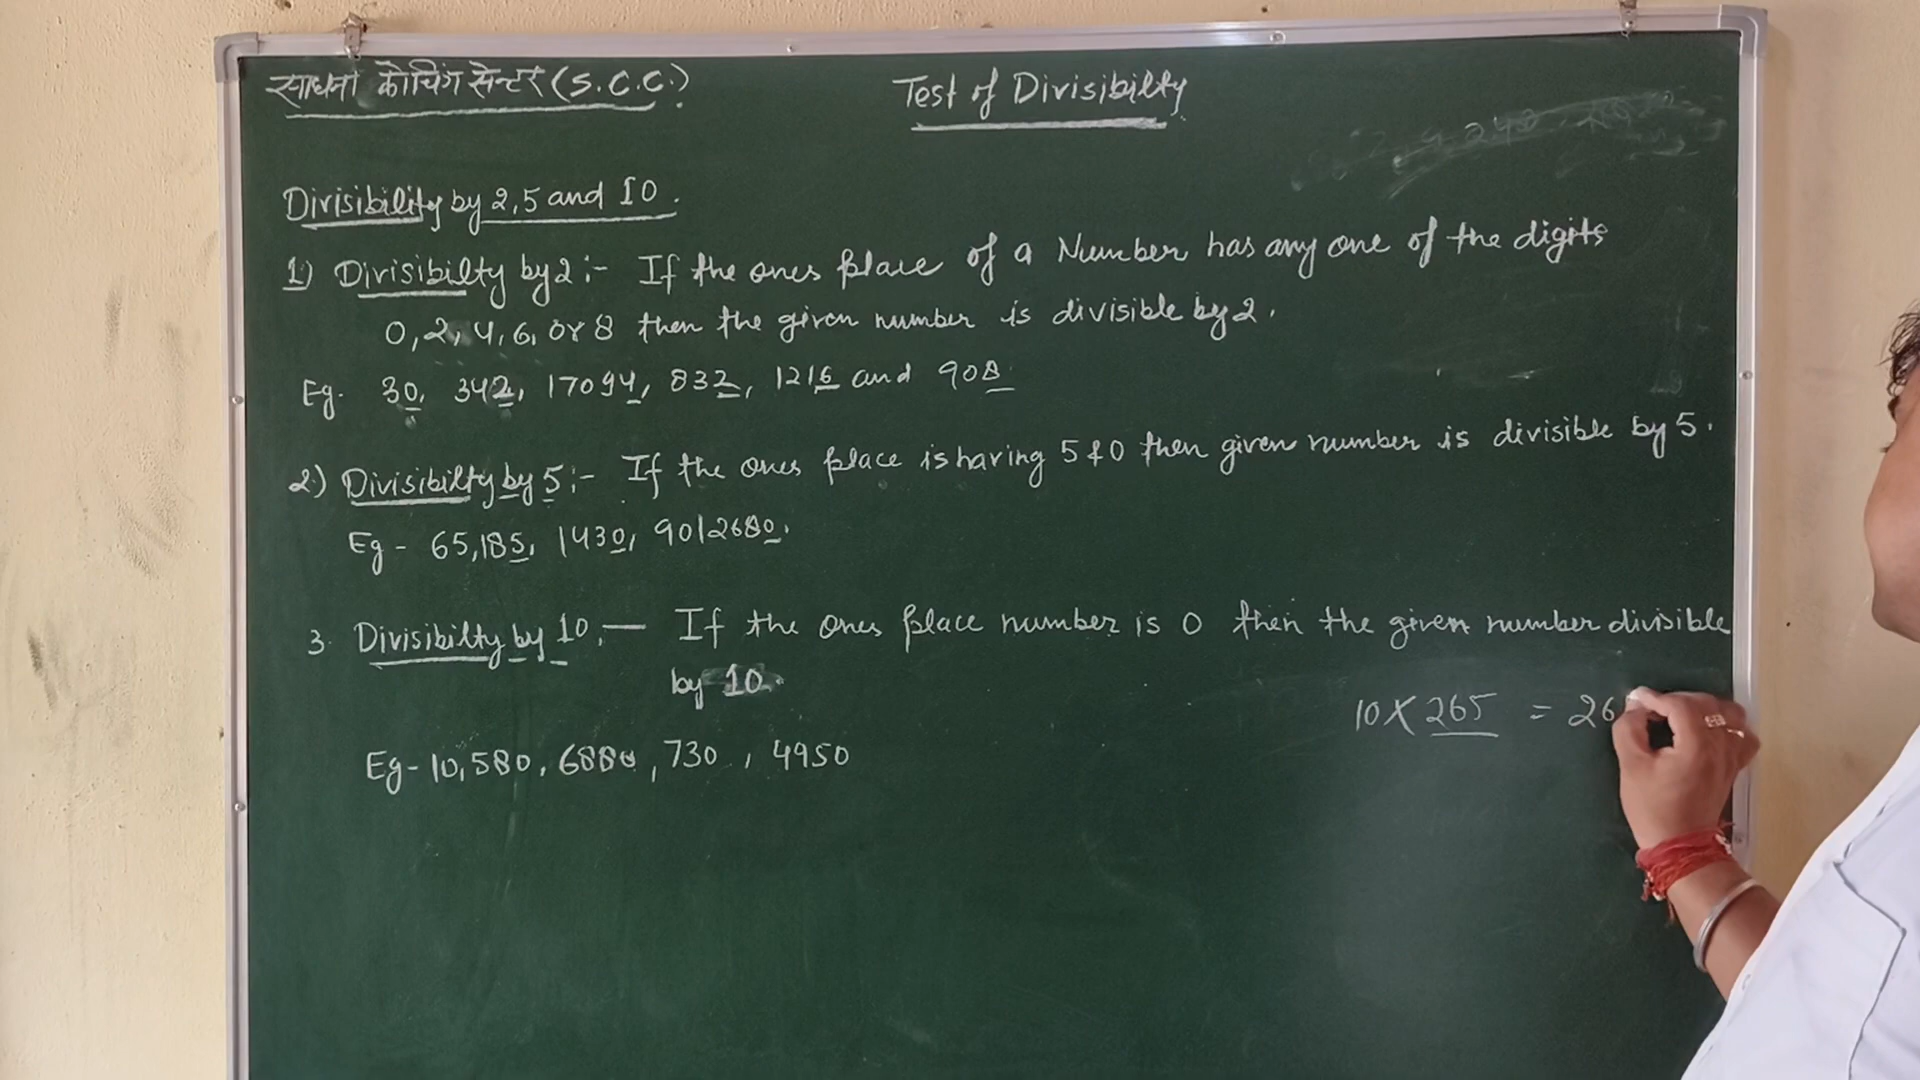 साधना कोचिंग सेन्टर (S.C.C.)
Test of Divisibilty
Divisibility by 2,5 and 10.
1) Divisibilty by 2 :- If the ones place of a Number has any one of the digits
0, 2, 4, 6, or 8 then the given number is divisible by 2.
Eg. 30, 342, 17094, 832, 1216 and 908
2) Divisibilty by 5 :- If the ones place is having 5 & 0 then given number is divisible by 5.
Eg - 65,185, 1430, 9012680.
3. Divisibilty by 10. — If the ones place number is 0 then the given number divisible
by 10.
10 X 265 = 26
Eg - 10,580, 6880, 730, 4950